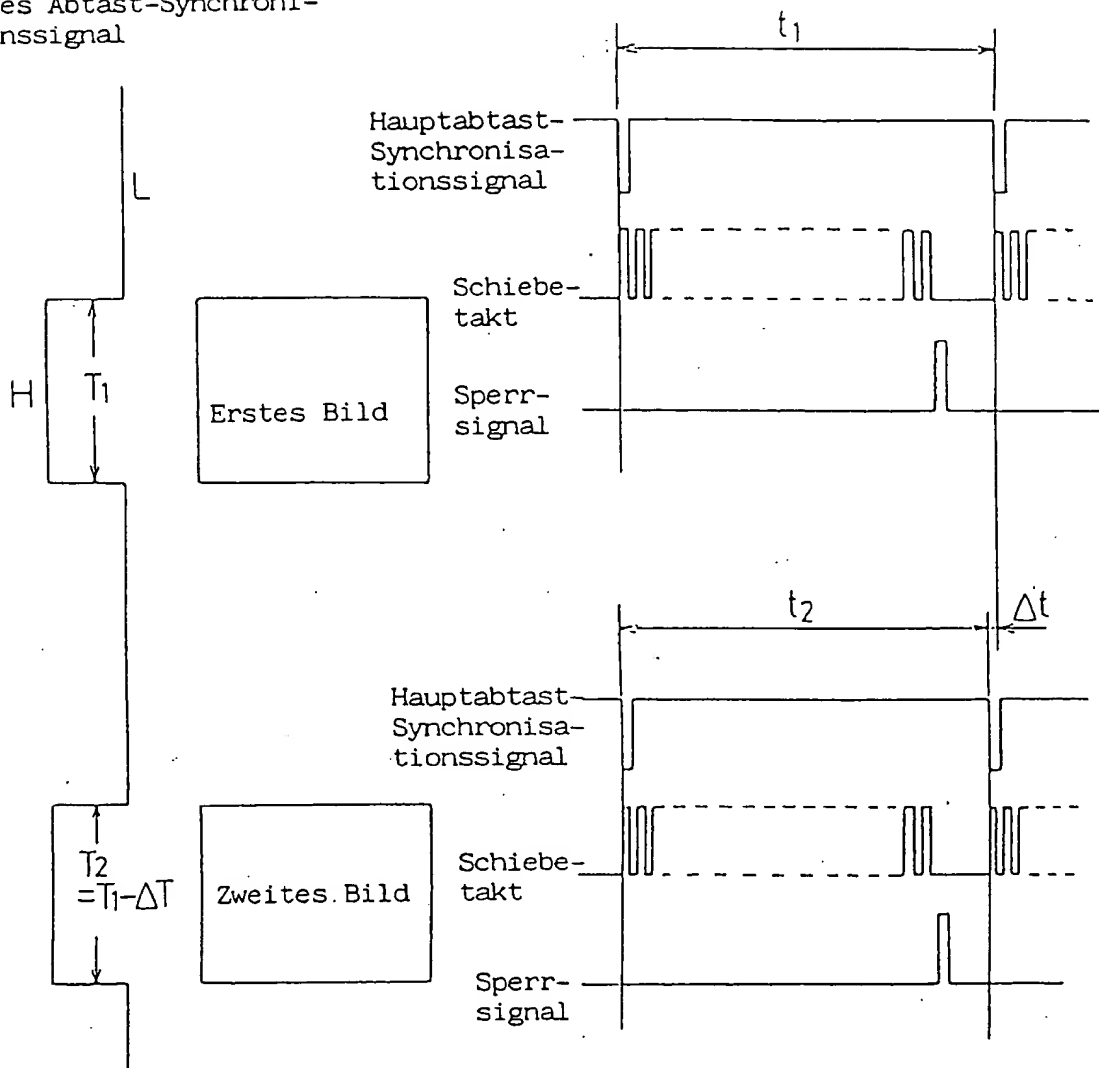 es Abtast-Synchroni-
nssignal
t1
Hauptabtast-
Synchronisa-
tionssignal
L
Schiebe-
takt
H
T1
Erstes Bild
Sperr-
signal
t2
Δt
Hauptabtast-
Synchronisa-
tionssignal
T2
=T1-ΔT
Zweites Bild
Schiebe-
takt
Sperr-
signal